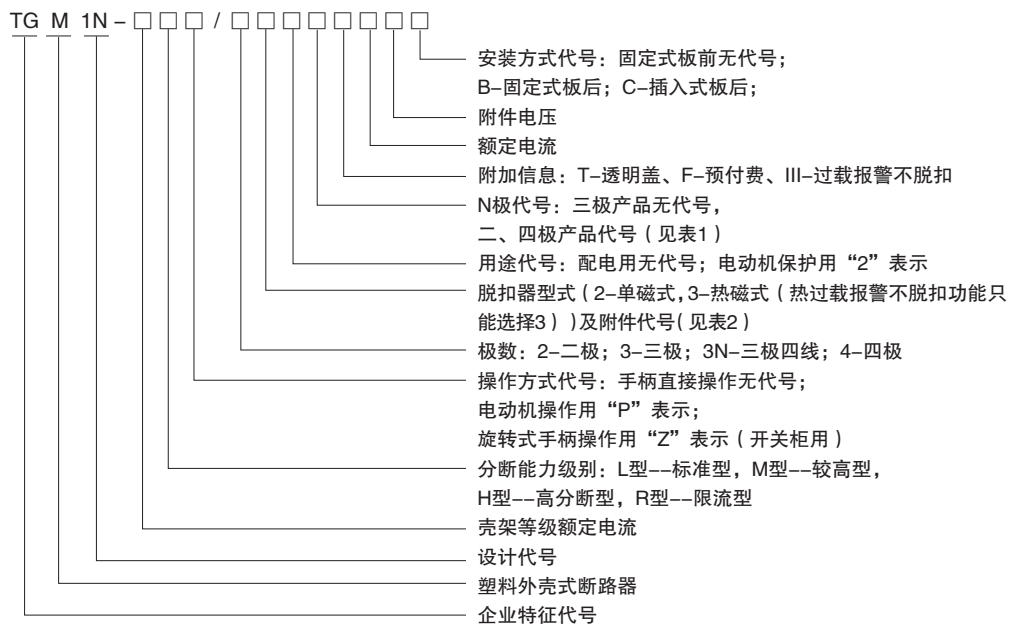 TG M 1N – □ □ □ / □ □ □ □ □ □ □ □
安装方式代号：固定式板前无代号；
B–固定式板后；C–插入式板后；
附件电压
额定电流
附加信息：T–透明盖、F–预付费、III–过载报警不脱扣
N极代号：三极产品无代号，
二、四极产品代号（见表1）
用途代号：配电用无代号；电动机保护用“2”表示
脱扣器型式（2–单磁式，3–热磁式（热过载报警不脱扣功能只
能选择3））及附件代号（见表2）
极数：2–二极；3–三极；3N–三极四线；4–四极
操作方式代号：手柄直接操作无代号；
电动机操作用“P”表示；
旋转式手柄操作用“Z”表示（开关柜用）
分断能力级别：L型––标准型，M型––较高型，
H型––高分断型，R型––限流型
壳架等级额定电流
设计代号
塑料外壳式断路器
企业特征代号